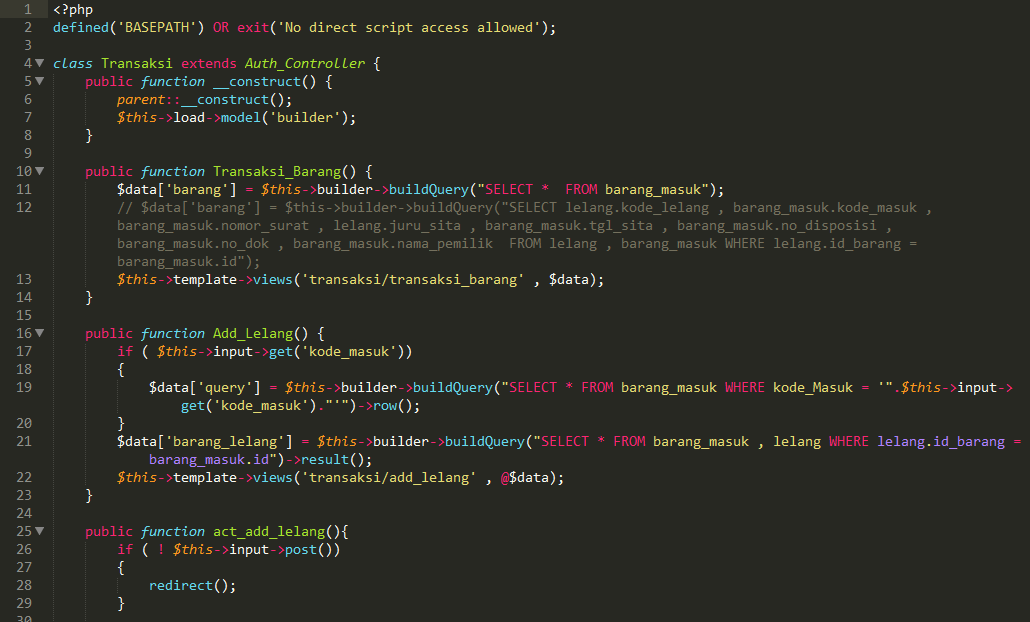 1 <?php
2 defined('BASEPATH') OR exit('No direct script access allowed');
3
4 class Transaksi extends Auth_Controller {
5     public function __construct() {
6         parent::__construct();
7         $this->load->model('builder');
8     }
9
10     public function Transaksi_Barang() {
11         $data['barang'] = $this->builder->buildQuery("SELECT *  FROM barang_masuk");
12         // $data['barang'] = $this->builder->buildQuery("SELECT lelang.kode_lelang , barang_masuk.kode_masuk ,
        barang_masuk.nomor_surat , lelang.juru_sita , barang_masuk.tgl_sita , barang_masuk.no_disposisi ,
        barang_masuk.no_dok , barang_masuk.nama_pemilik  FROM lelang , barang_masuk WHERE lelang.id_barang =
        barang_masuk.id");
13         $this->template->views('transaksi/transaksi_barang' , $data);
14     }
15
16     public function Add_Lelang() {
17         if ( $this->input->get('kode_masuk'))
18         {
19             $data['query'] = $this->builder->buildQuery("SELECT * FROM barang_masuk WHERE kode_Masuk = '".$this->input->
                get('kode_masuk')."'")->row();
20         }
21         $data['barang_lelang'] = $this->builder->buildQuery("SELECT * FROM barang_masuk , lelang WHERE lelang.id_barang =
            barang_masuk.id")->result();
22         $this->template->views('transaksi/add_lelang' , @$data);
23     }
24
25     public function act_add_lelang(){
26         if ( ! $this->input->post())
27         {
28             redirect();
29         }
30